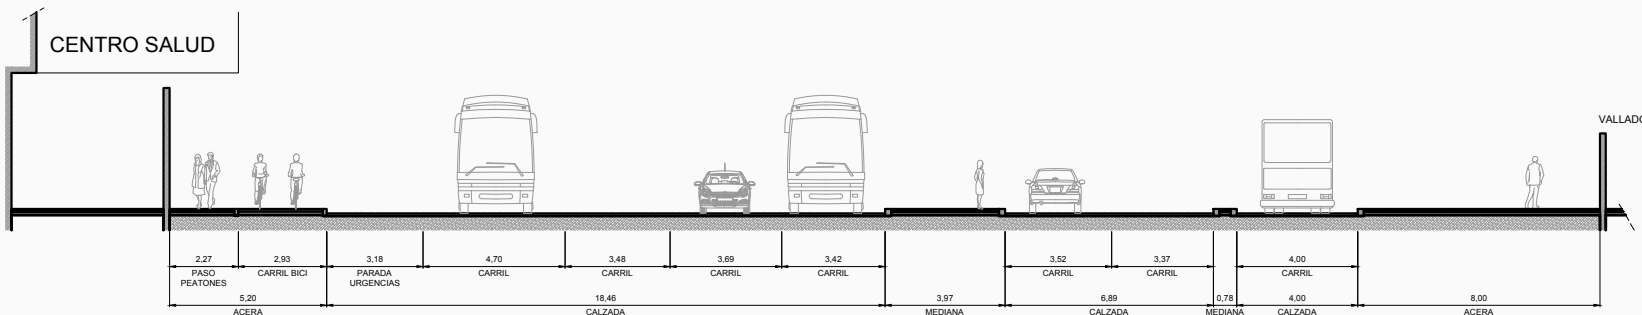 CENTRO SALUD
VALLADO
2,27
PASO
PEATONES
2,93
CARRIL BICI
3,18
PARADA
URGENCIAS
4,70
CARRIL
3,48
CARRIL
3,69
CARRIL
3,42
CARRIL
3,52
CARRIL
3,37
CARRIL
4,00
CARRIL
5,20
ACERA
18,46
CALZADA
3,97
MEDIANA
6,89
CALZADA
0,78
MEDIANA
4,00
CALZADA
8,00
ACERA